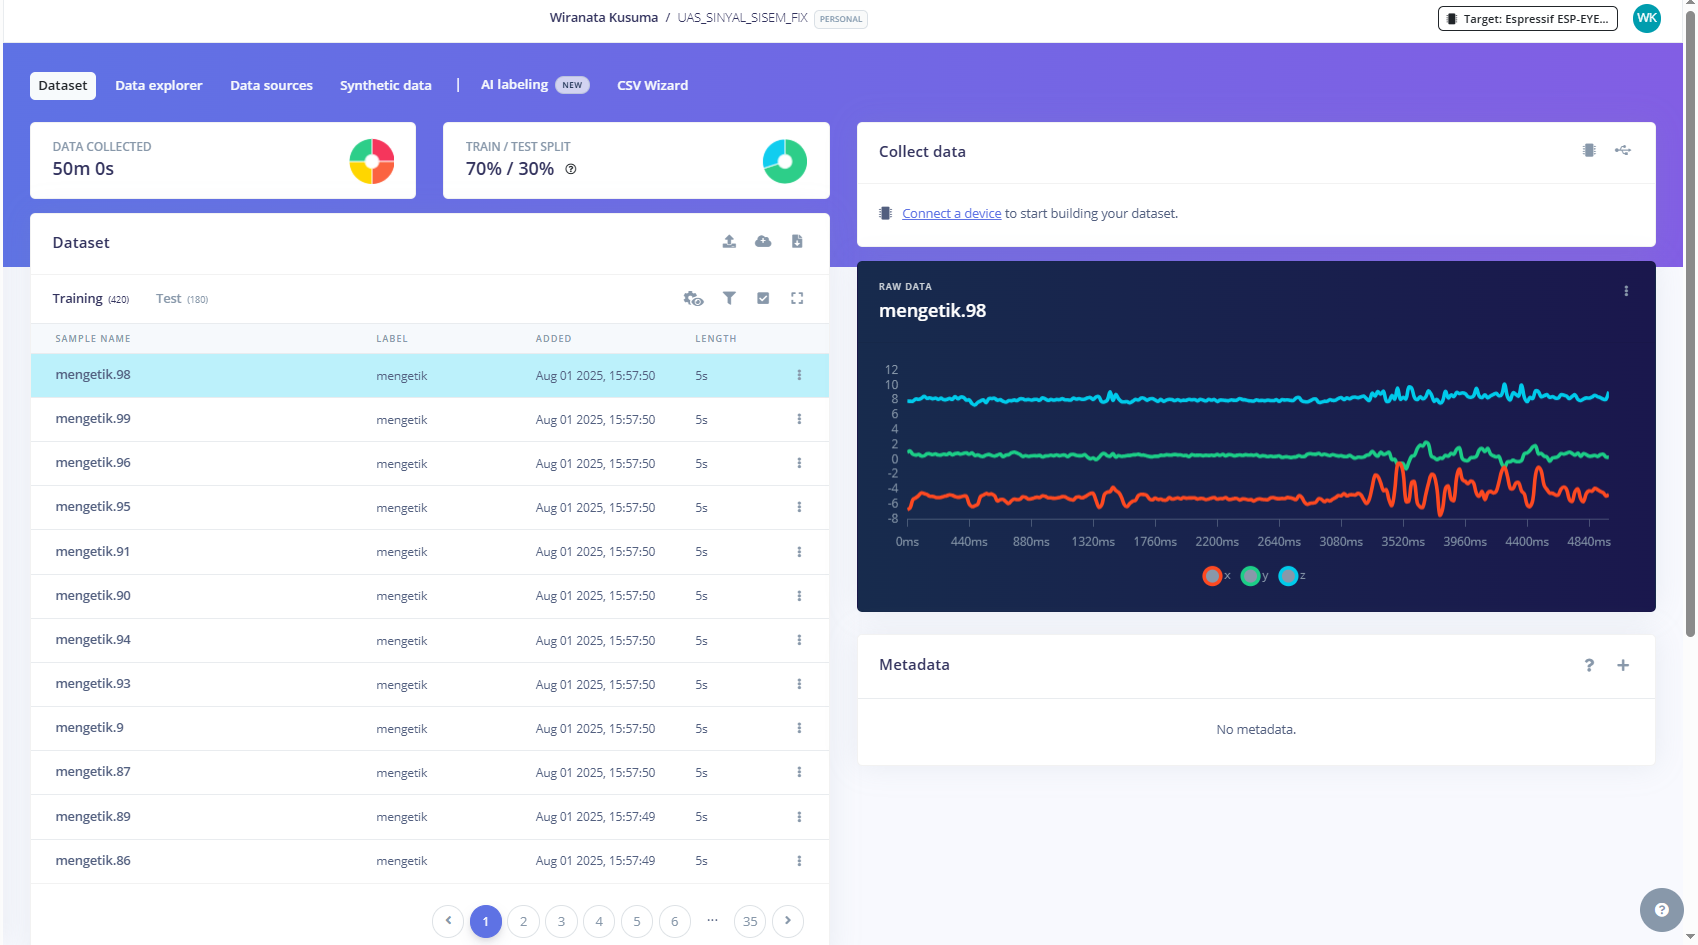 Wiranata Kusuma / UAS_SINYAL_SISEM_FIX PERSONAL
Target: Espressif ESP-EYE...
WK
Dataset
Data explorer
Data sources
Synthetic data
|
AI labeling NEW
CSV Wizard
DATA COLLECTED
50m 0s
TRAIN / TEST SPLIT
70% / 30%
Collect data
Connect a device to start building your dataset.
Dataset
Training (420)
Test (180)
SAMPLE NAME LABEL ADDED LENGTH
mengetik.98 mengetik Aug 01 2025, 15:57:50 5s
mengetik.99 mengetik Aug 01 2025, 15:57:50 5s
mengetik.96 mengetik Aug 01 2025, 15:57:50 5s
mengetik.95 mengetik Aug 01 2025, 15:57:50 5s
mengetik.91 mengetik Aug 01 2025, 15:57:50 5s
mengetik.90 mengetik Aug 01 2025, 15:57:50 5s
mengetik.94 mengetik Aug 01 2025, 15:57:50 5s
mengetik.93 mengetik Aug 01 2025, 15:57:50 5s
mengetik.9 mengetik Aug 01 2025, 15:57:50 5s
mengetik.87 mengetik Aug 01 2025, 15:57:50 5s
mengetik.89 mengetik Aug 01 2025, 15:57:49 5s
mengetik.86 mengetik Aug 01 2025, 15:57:49 5s
1 2 3 4 5 6 ... 35
RAW DATA
mengetik.98
12
10
8
6
4
2
0
-2
-4
-6
-8
0ms 440ms 880ms 1320ms 1760ms 2200ms 2640ms 3080ms 3520ms 3960ms 4400ms 4840ms
x y z
Metadata
? +
No metadata.
?